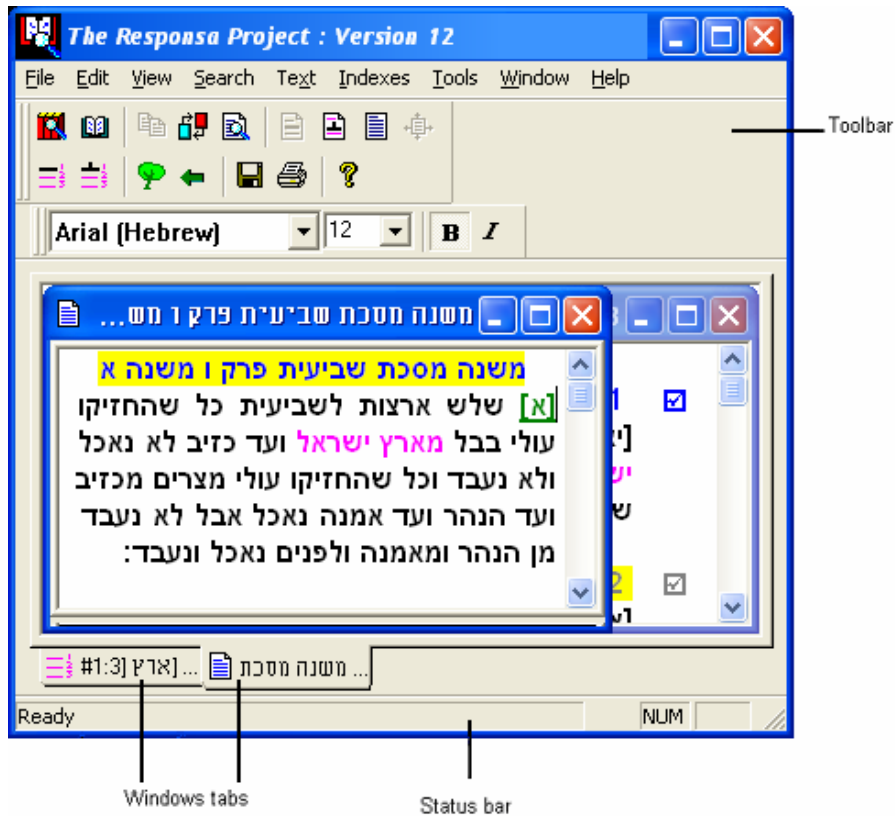 The Responsa Project : Version 12
File Edit View Search Text Indexes Tools Window Help
Toolbar
Arial (Hebrew) 12 B I
משנה מסכת שביעית פרק ו מש...
משנה מסכת שביעית פרק ו משנה א
[א] שלש ארצות לשביעית כל שהחזיקו
עולי בבל מארץ ישראל ועד כזיב לא נאכל
ולא נעבד וכל שהחזיקו עולי מצרים מכזיב
ועד הנהר ועד אמנה נאכל אבל לא נעבד
מן הנהר ומאמנה ולפנים נאכל ונעבד:
1
2
#1:3] ארץ] ...
משנה מסכת ...
Ready NUM
Windows tabs
Status bar